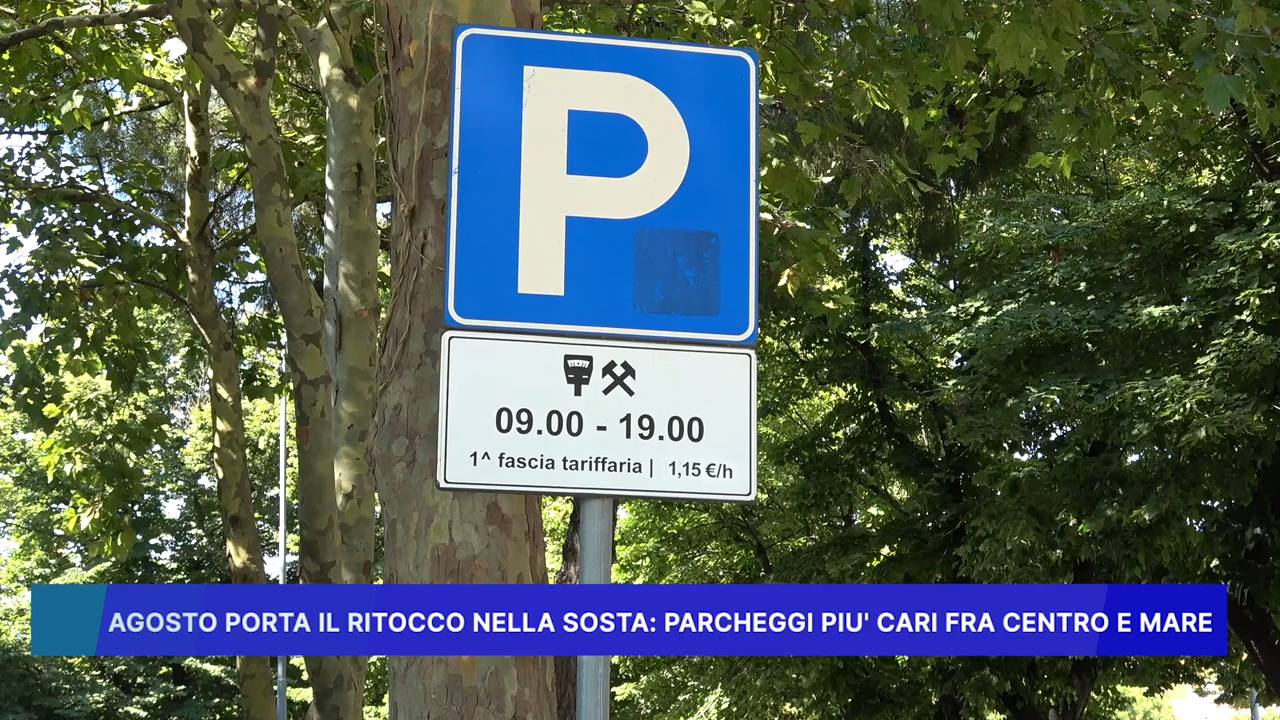 P
09.00 - 19.00
1^ fascia tariffaria | 1,15 €/h
AGOSTO PORTA IL RITOCCO NELLA SOSTA: PARCHEGGI PIU' CARI FRA CENTRO E MARE